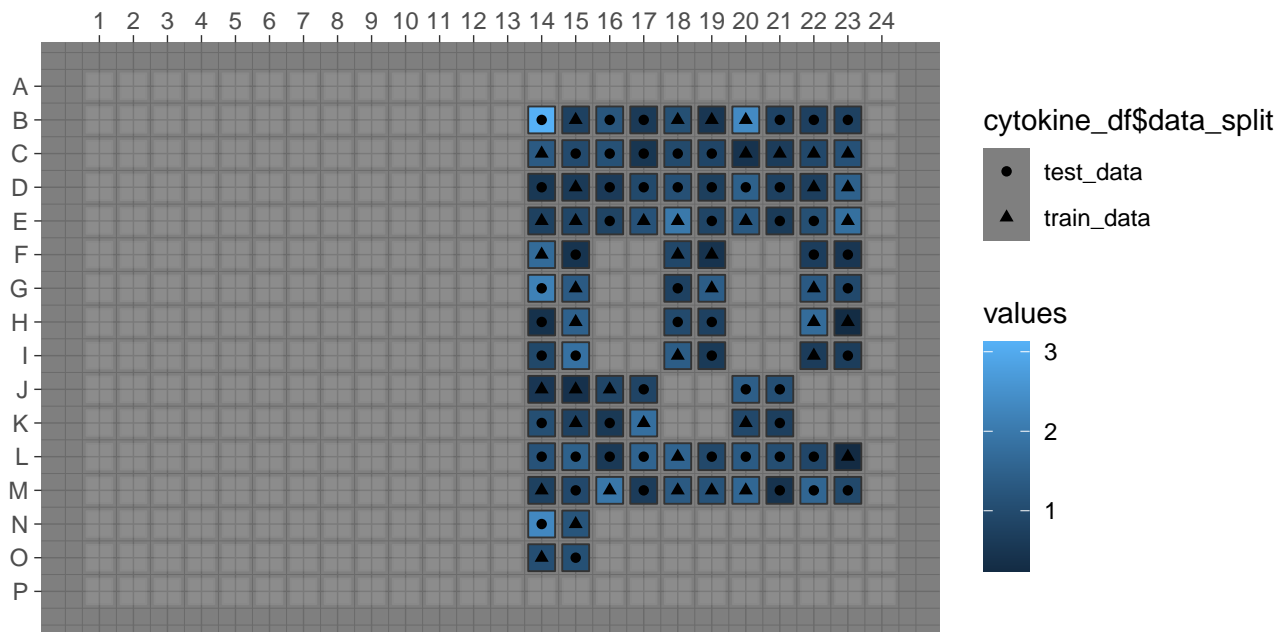 1 2 3 4 5 6 7 8 9 10 11 12 13 14 15 16 17 18 19 20 21 22 23 24
A
B
C
D
E
F
G
H
I
J
K
L
M
N
O
P
cytokine_df$data_split
test_data
train_data
values
3
2
1